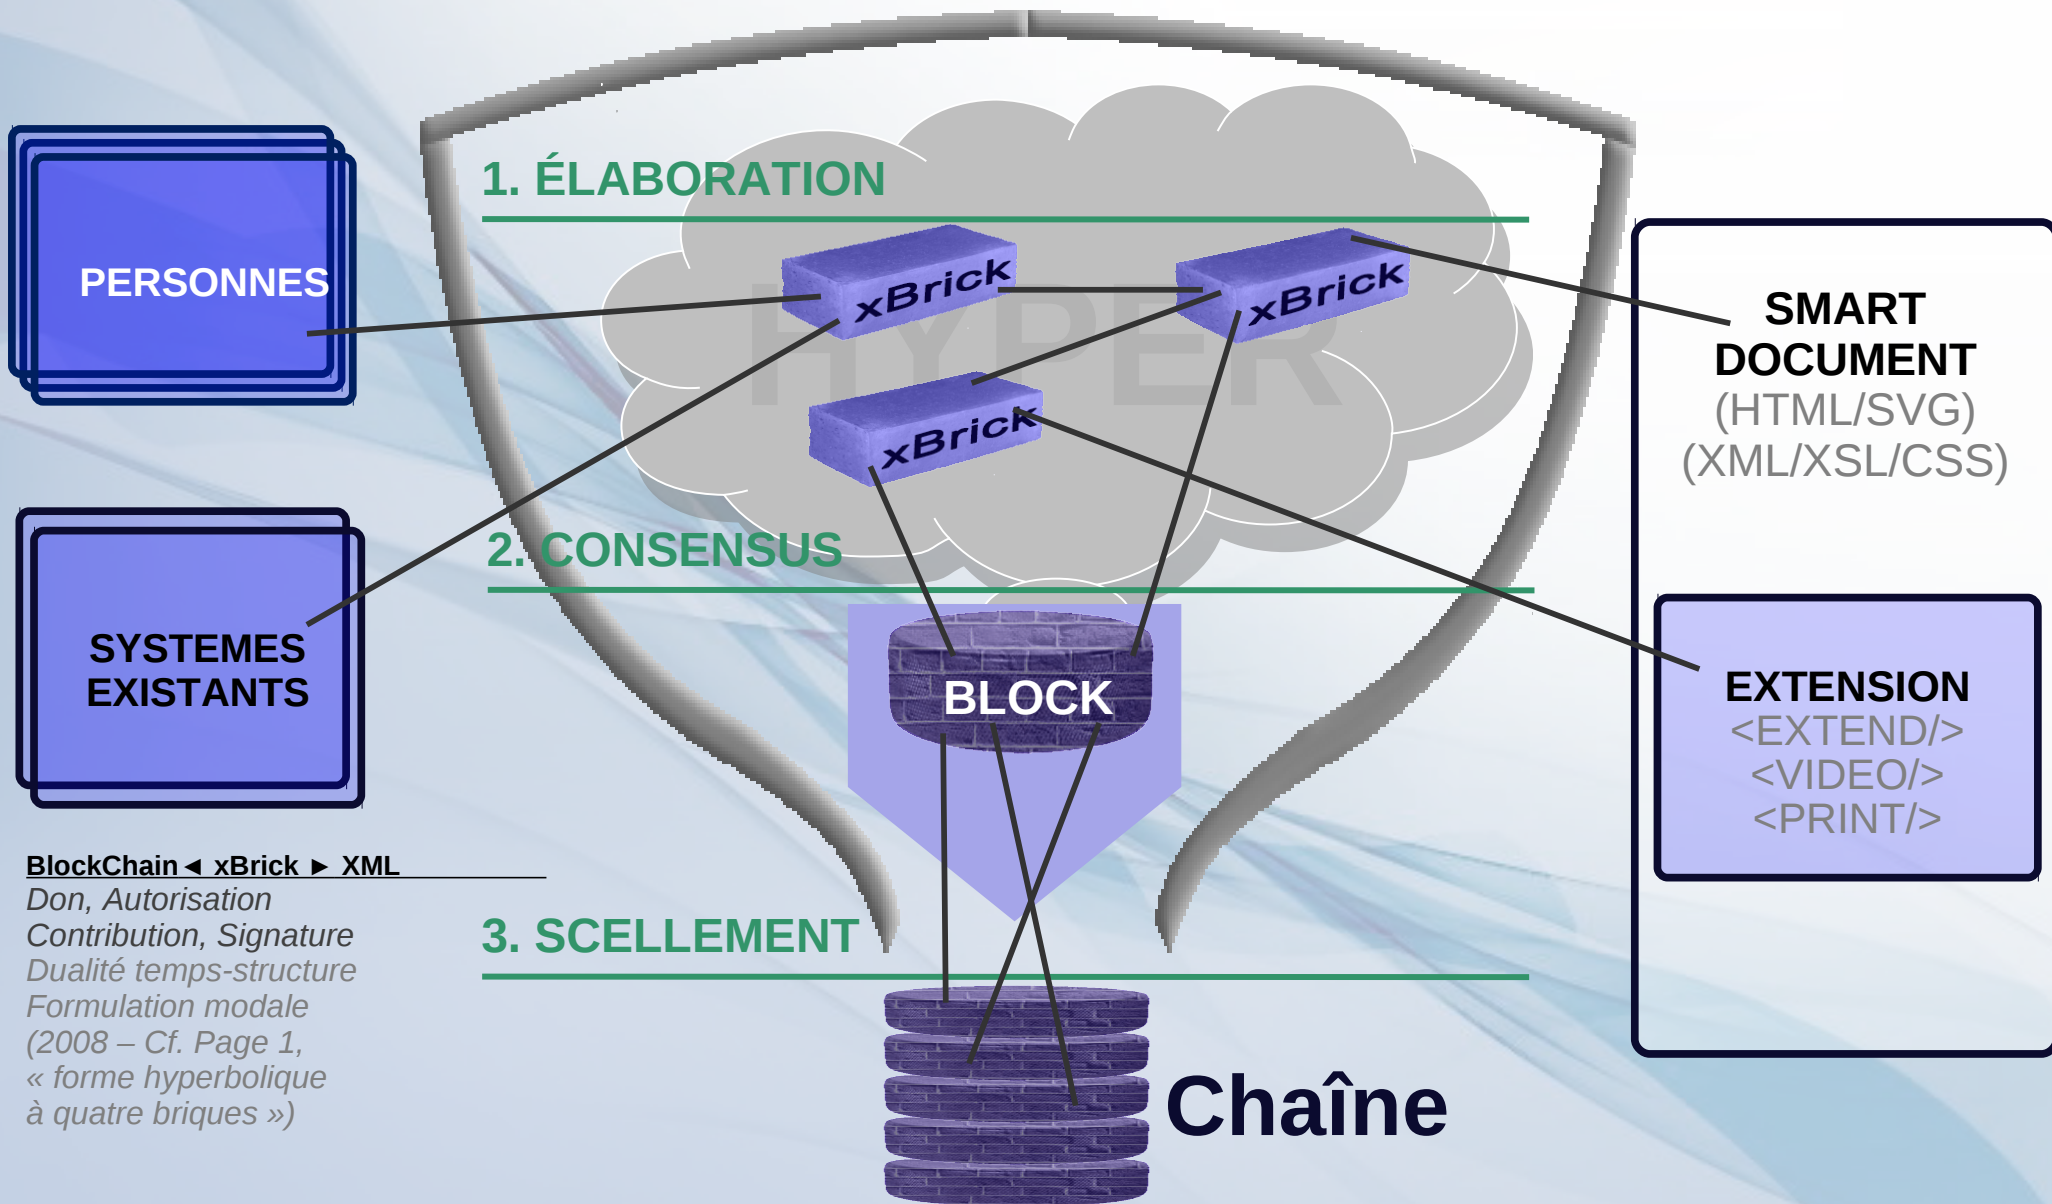 1. ÉLABORATION
PERSONNES
xBrick
xBrick
HYPER
xBrick
SMART
DOCUMENT
(HTML/SVG)
(XML/XSL/CSS)
2. CONSENSUS
SYSTEMES
EXISTANTS
BLOCK
EXTENSION
<EXTEND/>
<VIDEO/>
<PRINT/>
BlockChain◄ xBrick ► XML
Don, Autorisation
Contribution, Signature
Dualité temps-structure
Formulation modale
(2008 – Cf. Page 1,
« forme hyperbolique
à quatre briques »)
3. SCELLEMENT
Chaîne